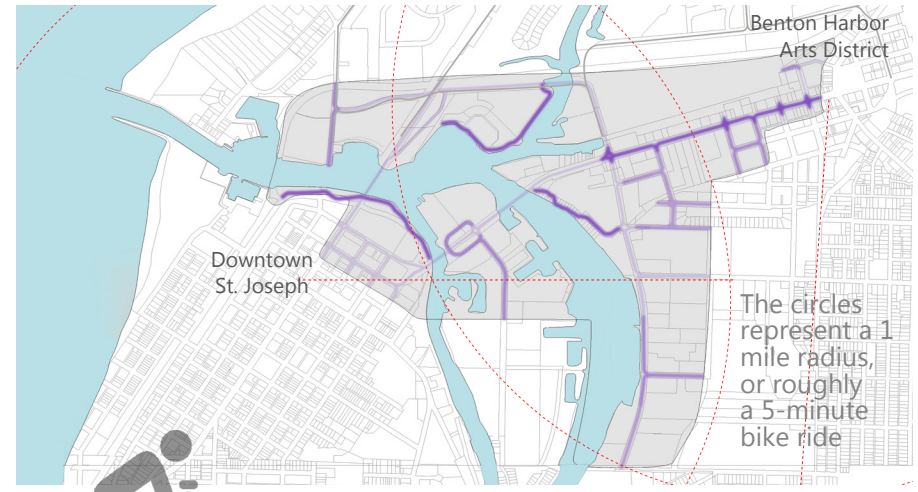 Benton Harbor
Arts District
Downtown
St. Joseph
The circles
represent a 1
mile radius,
or roughly
a 5-minute
bike ride